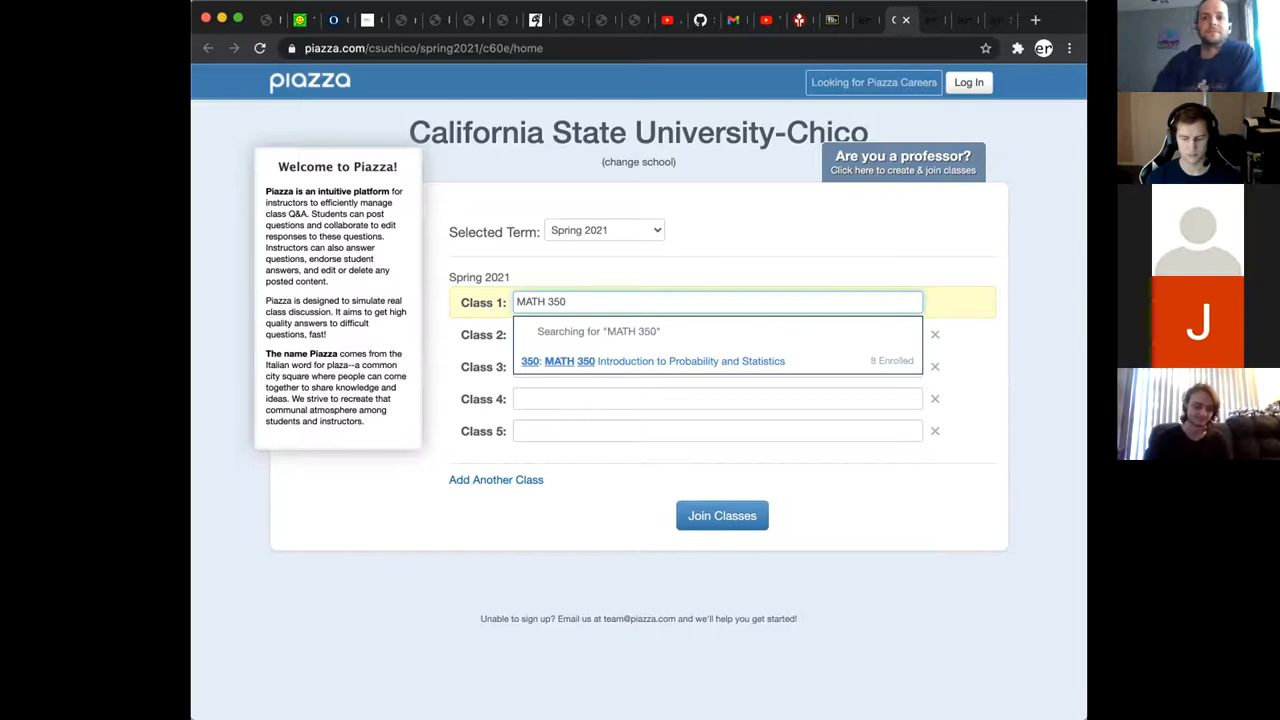 piazza.com/csuchico/spring2021/c60e/home
er
piazza
Looking for Piazza Careers
Log In
California State University-Chico
(change school)
Are you a professor?
Click here to create & join classes
Welcome to Piazza!
Piazza is an intuitive platform for
instructors to efficiently manage
class Q&A. Students can post
questions and collaborate to edit
responses to these questions.
Instructors can also answer
questions, endorse student
answers, and edit or delete any
posted content.
Piazza is designed to simulate real
class discussion. It aims to get high
quality answers to difficult
questions, fast!
The name Piazza comes from the
Italian word for plaza--a common
city square where people can come
together to share knowledge and
ideas. We strive to recreate that
communal atmosphere among
students and instructors.
Selected Term: Spring 2021
Spring 2021
Class 1: MATH 350
Class 2: Searching for "MATH 350"
Class 3: 350: MATH 350 Introduction to Probability and Statistics 8 Enrolled
Class 4:
Class 5:
Add Another Class
Join Classes
Unable to sign up? Email us at team@piazza.com and we'll help you get started!
J